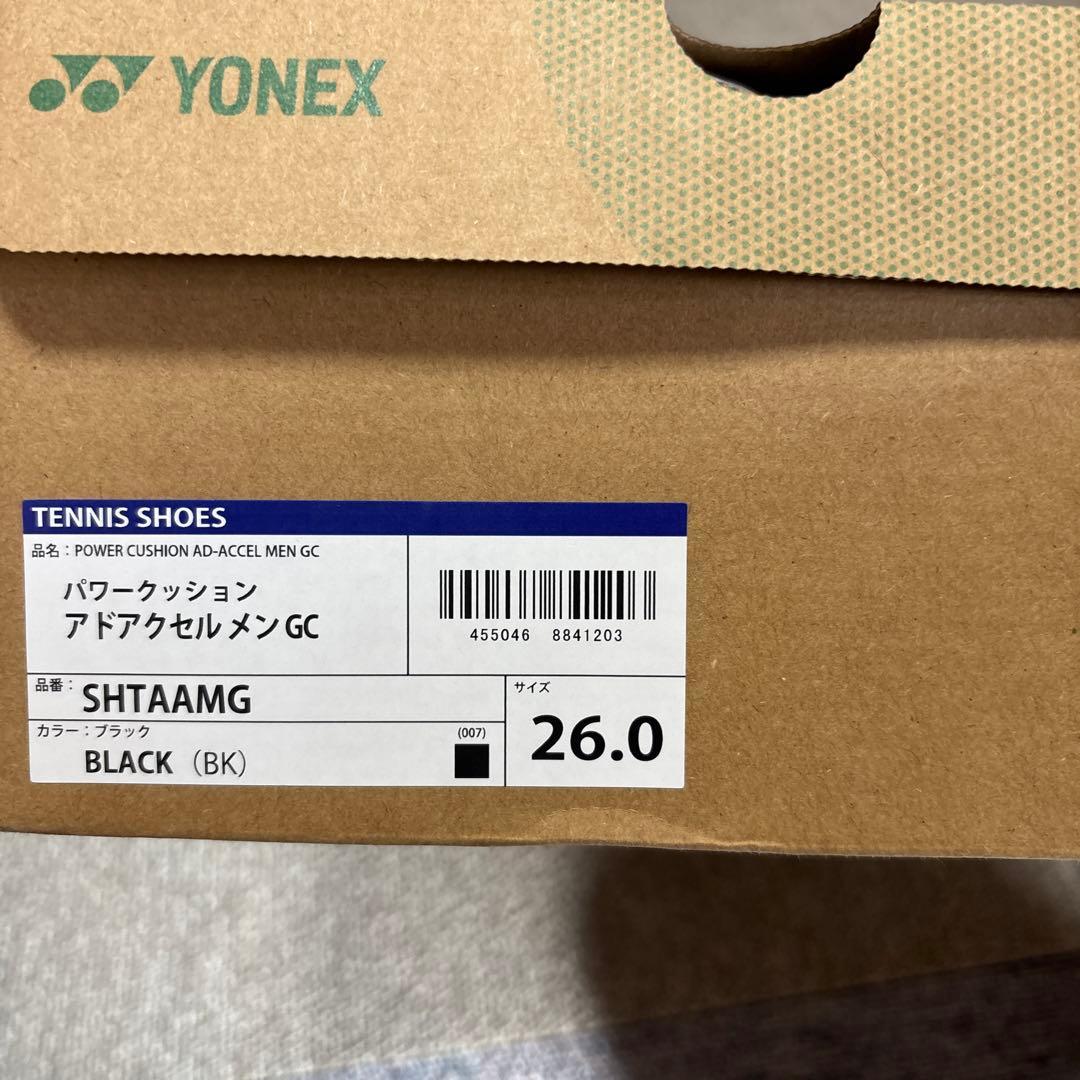 YONEX
TENNIS SHOES
品名：POWER CUSHION AD-ACCEL MEN GC
パワークッション
アドアクセル メン GC
455046 8841203
品番：SHTAAMG
サイズ
26.0
カラー：ブラック
(007)
BLACK（BK）